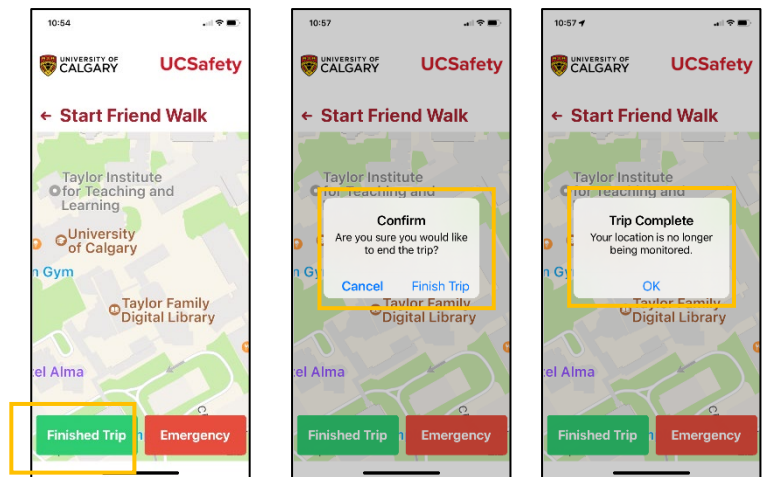 10:54
UNIVERSITY OF
CALGARY
UCSafety
← Start Friend Walk
Taylor Institute
for Teaching and
Learning
University
of Calgary
n Gym
Taylor Family
Digital Library
el Alma
Finished Trip
Emergency
10:57
UNIVERSITY OF
CALGARY
UCSafety
← Start Friend Walk
Taylor Institute
for Teaching and
Confirm
Are you sure you would like
to end the trip?
Cancel
Finish Trip
n Gy
Taylor Family
Digital Library
el Alma
Finished Trip
Emergency
10:57
UNIVERSITY OF
CALGARY
UCSafety
← Start Friend Walk
Taylor Institute
for Teaching and
Trip Complete
Your location is no longer
being monitored.
OK
n Gy
Taylor Family
Digital Library
el Alma
Finished Trip
Emergency